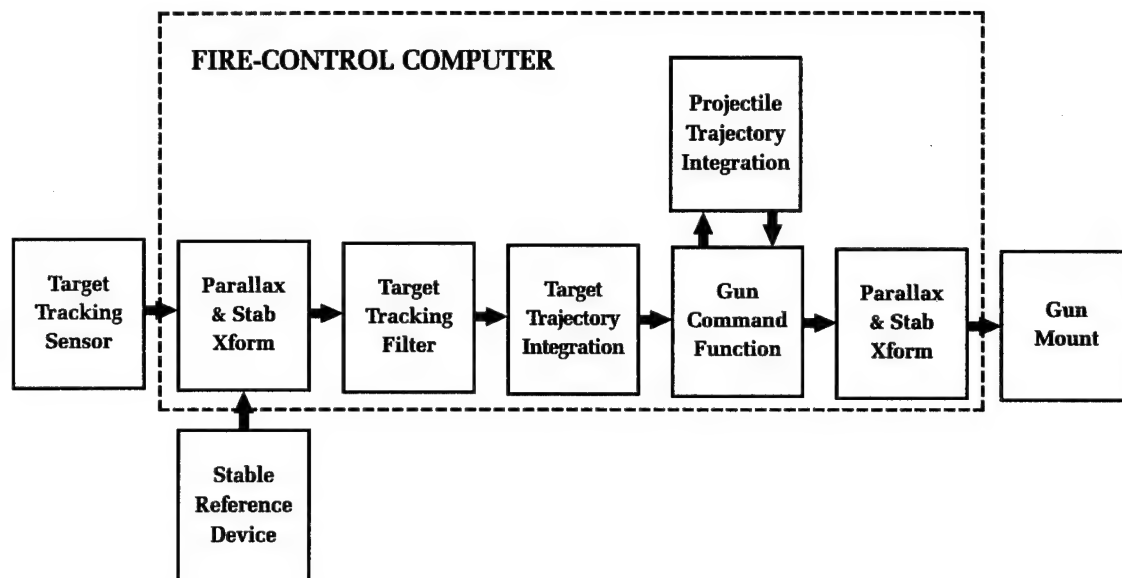 FIRE-CONTROL COMPUTER
Projectile
Trajectory
Integration
Target
Tracking
Sensor
Parallax
& Stab
Xform
Target
Tracking
Filter
Target
Trajectory
Integration
Gun
Command
Function
Parallax
& Stab
Xform
Gun
Mount
Stable
Reference
Device